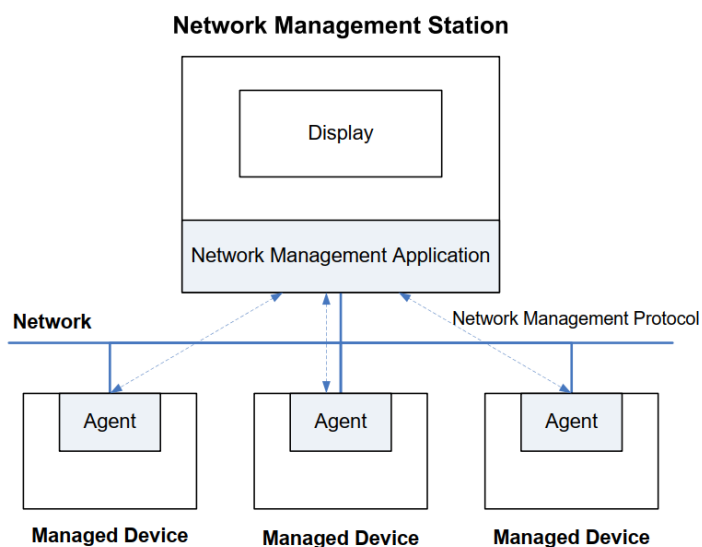 Network Management Station
Display
Network Management Application
Network
Network Management Protocol
Agent
Agent
Agent
Managed Device
Managed Device
Managed Device